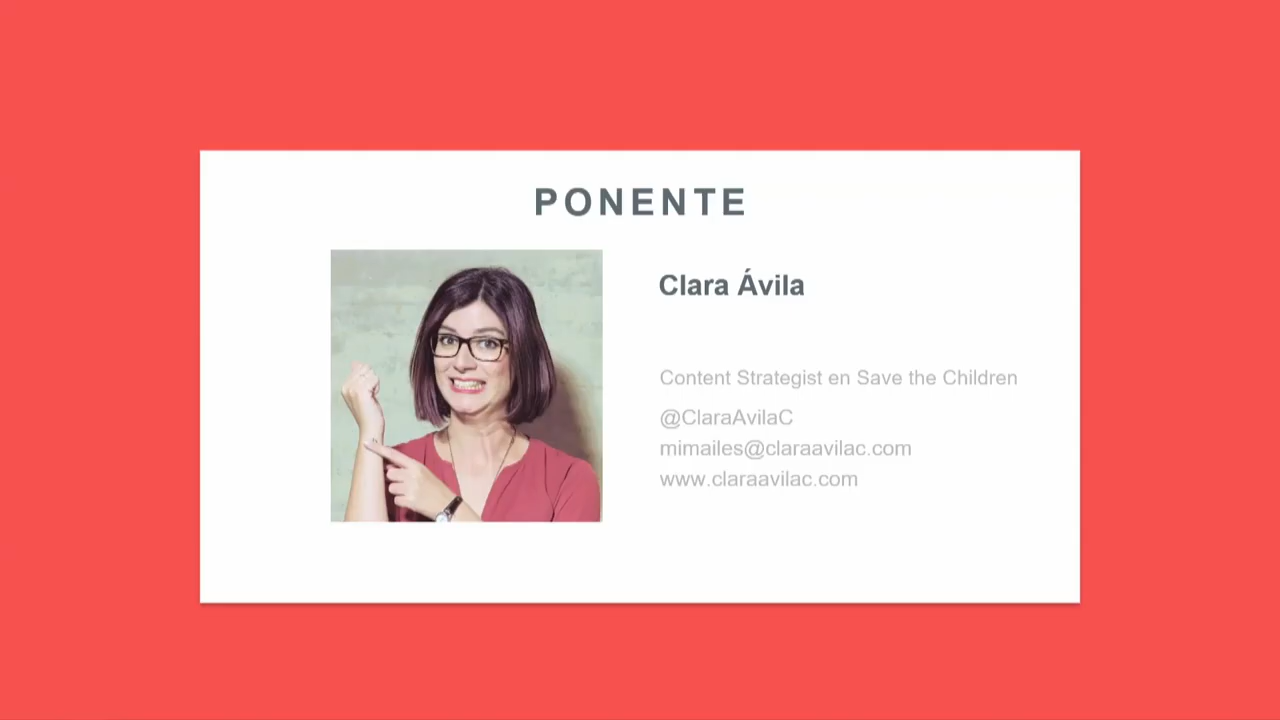 PONENTE
Clara Ávila
Content Strategist en Save the Children
@ClaraAvilaC
mimailes@claraavilac.com
www.claraavilac.com